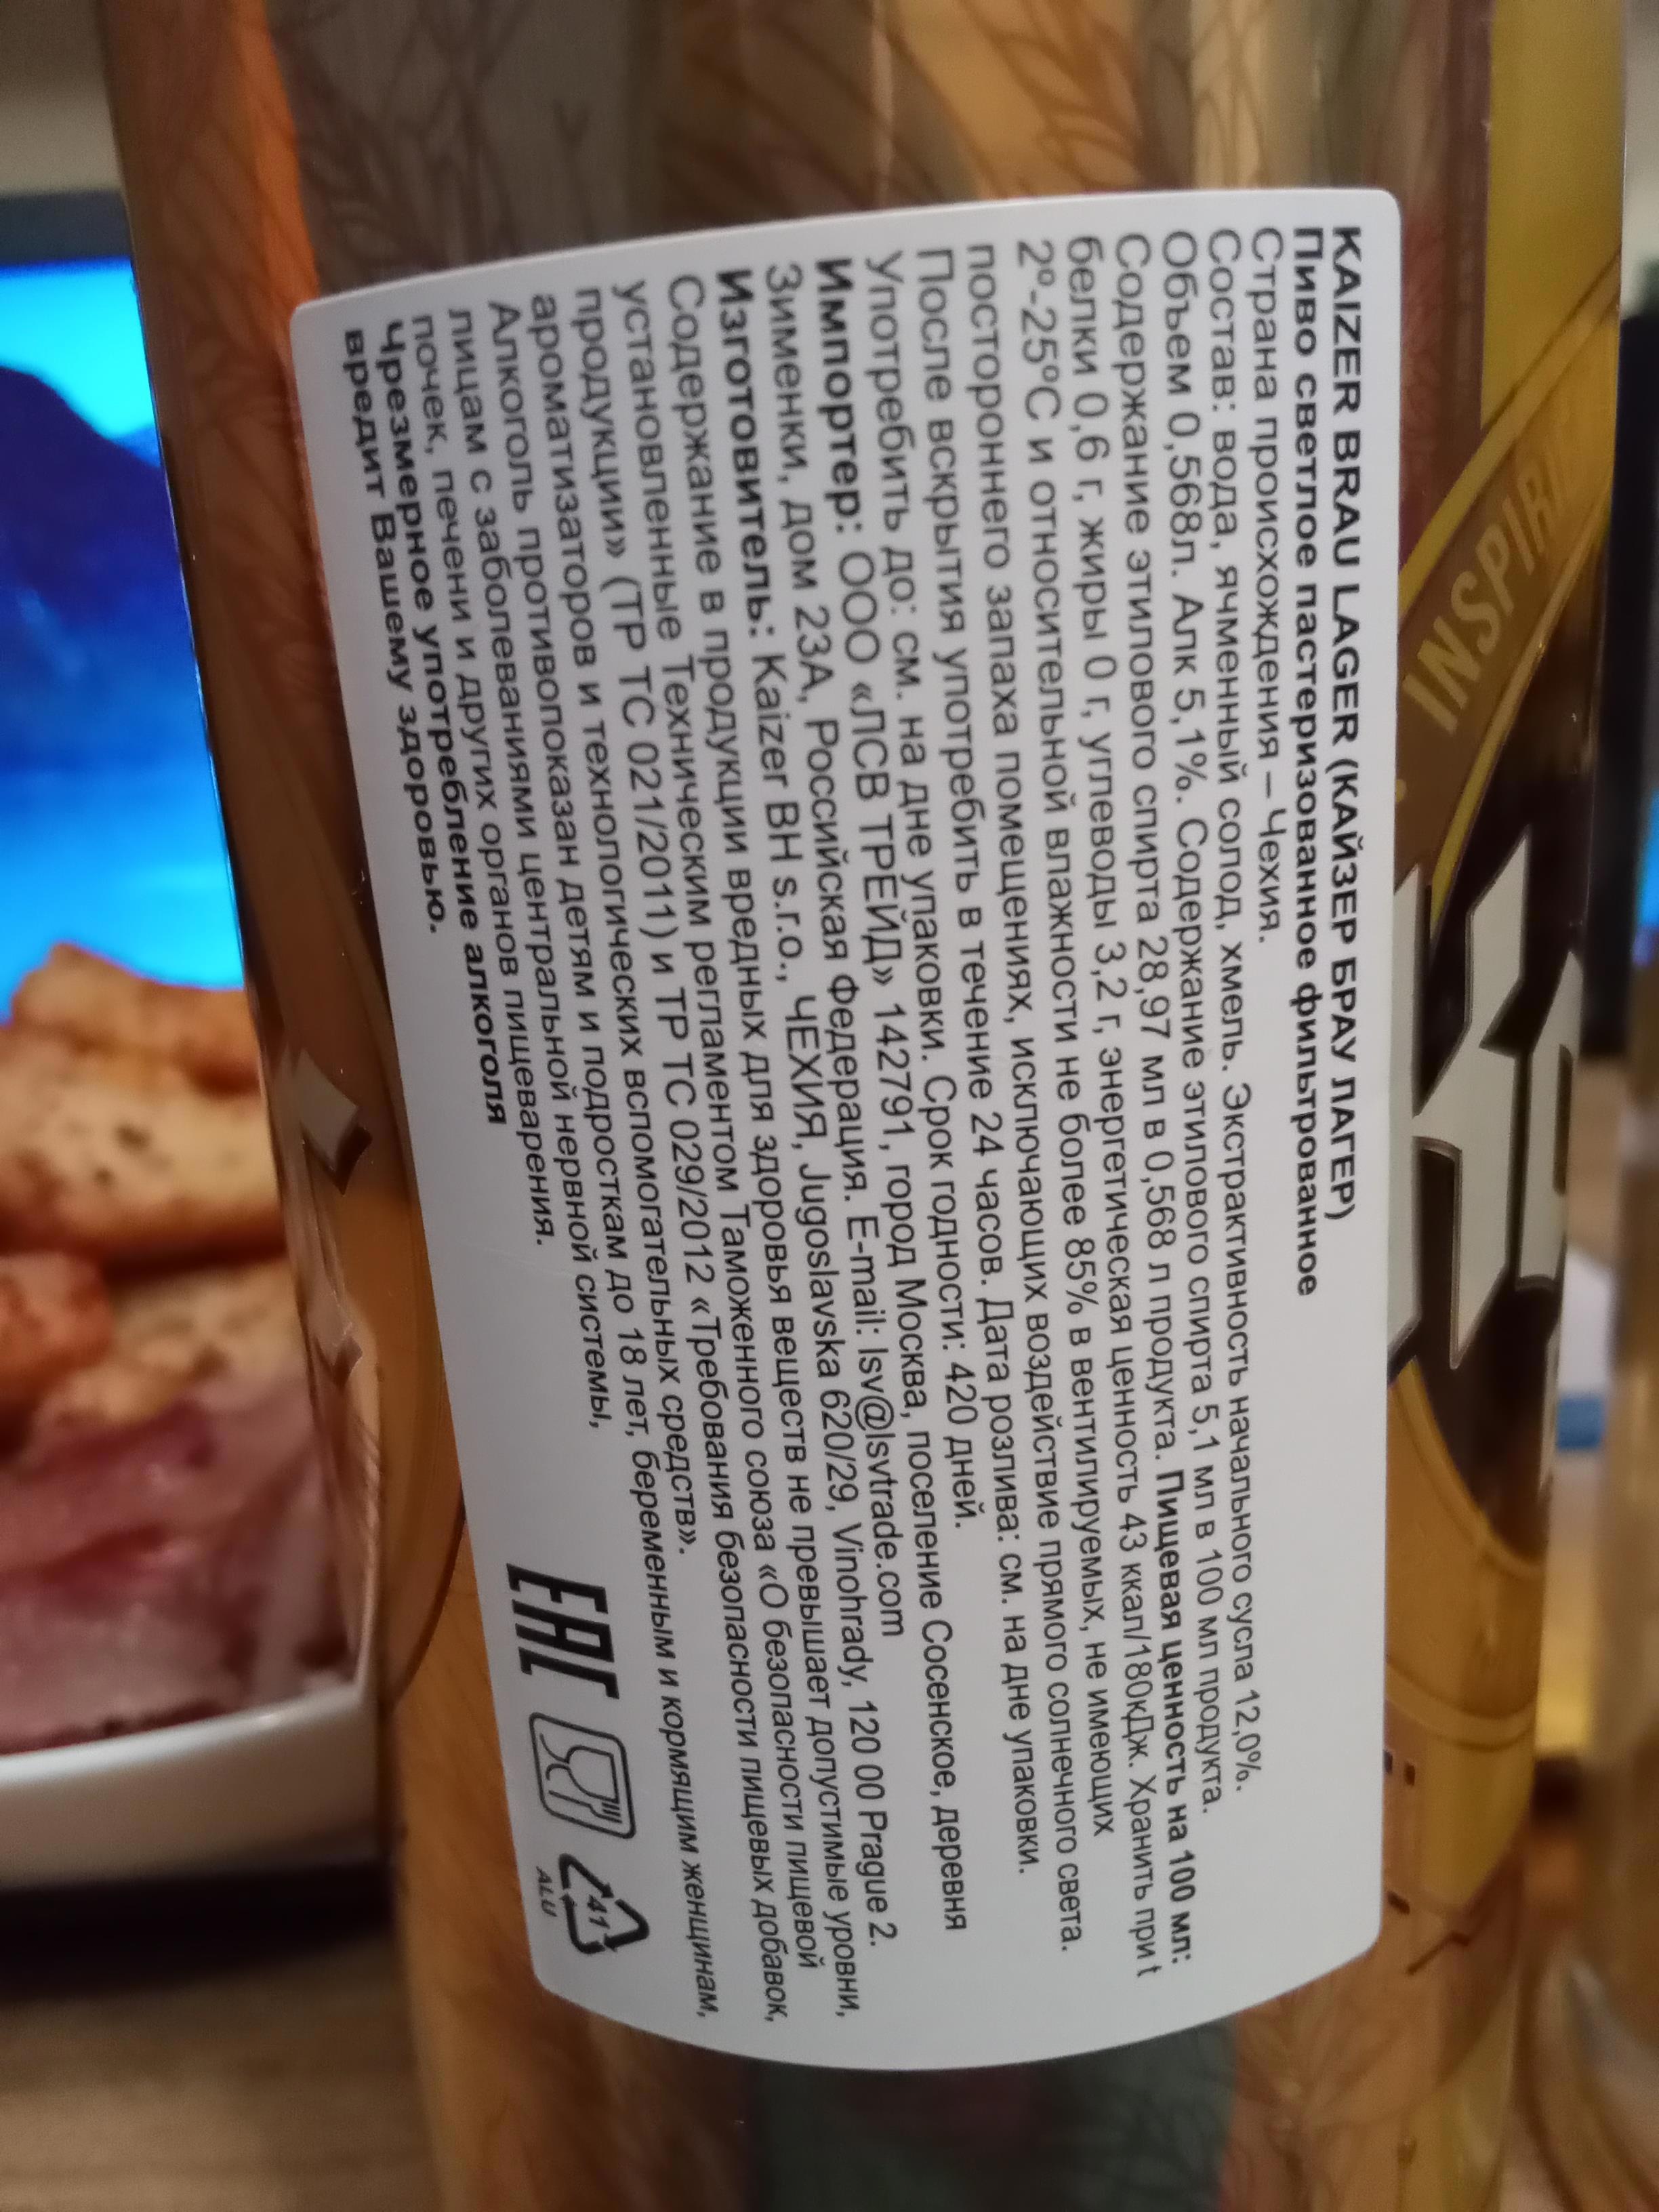 KAIZER BRAU LAGER (КАЙЗЕР БРАУ ЛАГЕР)
Пиво светлое пастеризованное фильтрованное
Страна происхождения – Чехия.
Состав: вода, ячменный солод, хмель. Экстрактивность начального сусла 12,0%.
Объем 0,568л. Алк 5,1%. Содержание этилового спирта 5,1 мл в 100 мл продукта.
Содержание этилового спирта 28,97 мл в 0,568 л продукта. Пищевая ценность на 100 мл:
белки 0,6 г, жиры 0 г, углеводы 3,2 г, энергетическая ценность 43 ккал/180кДж. Хранить при t
2º-25ºС и относительной влажности не более 85% в вентилируемых, не имеющих
постороннего запаха помещениях, исключающих воздействие прямого солнечного света.
После вскрытия употребить в течение 24 часов. Дата розлива: см. на дне упаковки.
Употребить до: см. на дне упаковки. Срок годности: 420 дней.
Импортер: ООО «ЛСВ ТРЕЙД» 142791, город Москва, поселение Сосенское, деревня
Зименки, дом 23А, Российская Федерация. E-mail: lsv@lsvtrade.com
Изготовитель: Kaizer BH s.r.o., ЧЕХИЯ, Jugoslavska 620/29, Vinohrady, 120 00 Prague 2.
Содержание в продукции вредных для здоровья веществ не превышает допустимые уровни,
установленные Техническим регламентом Таможенного союза «О безопасности пищевой
продукции» (ТР ТС 021/2011) и ТР ТС 029/2012 «Требования безопасности пищевых добавок,
ароматизаторов и технологических вспомогательных средств».
Алкоголь противопоказан детям и подросткам до 18 лет, беременным и кормящим женщинам,
лицам с заболеваниями центральной нервной системы,
почек, печени и других органов пищеварения.
Чрезмерное употребление алкоголя
вредит Вашему здоровью.
EAC
41
ALU